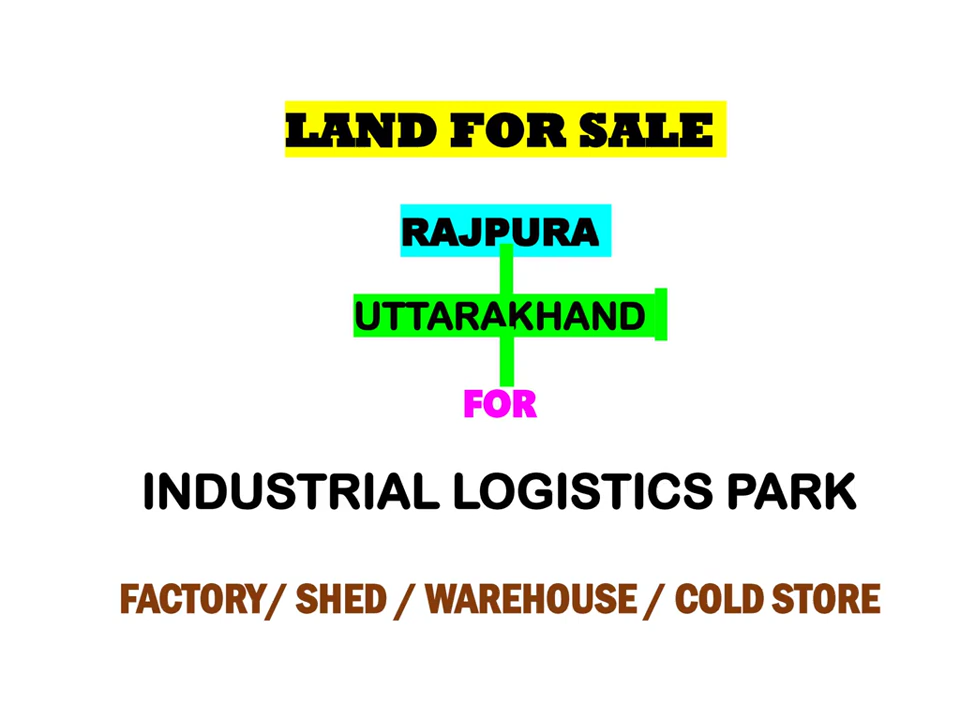 LAND FOR SALE
RAJPURA
UTTARAKHAND
FOR
INDUSTRIAL LOGISTICS PARK
FACTORY/ SHED / WAREHOUSE / COLD STORE